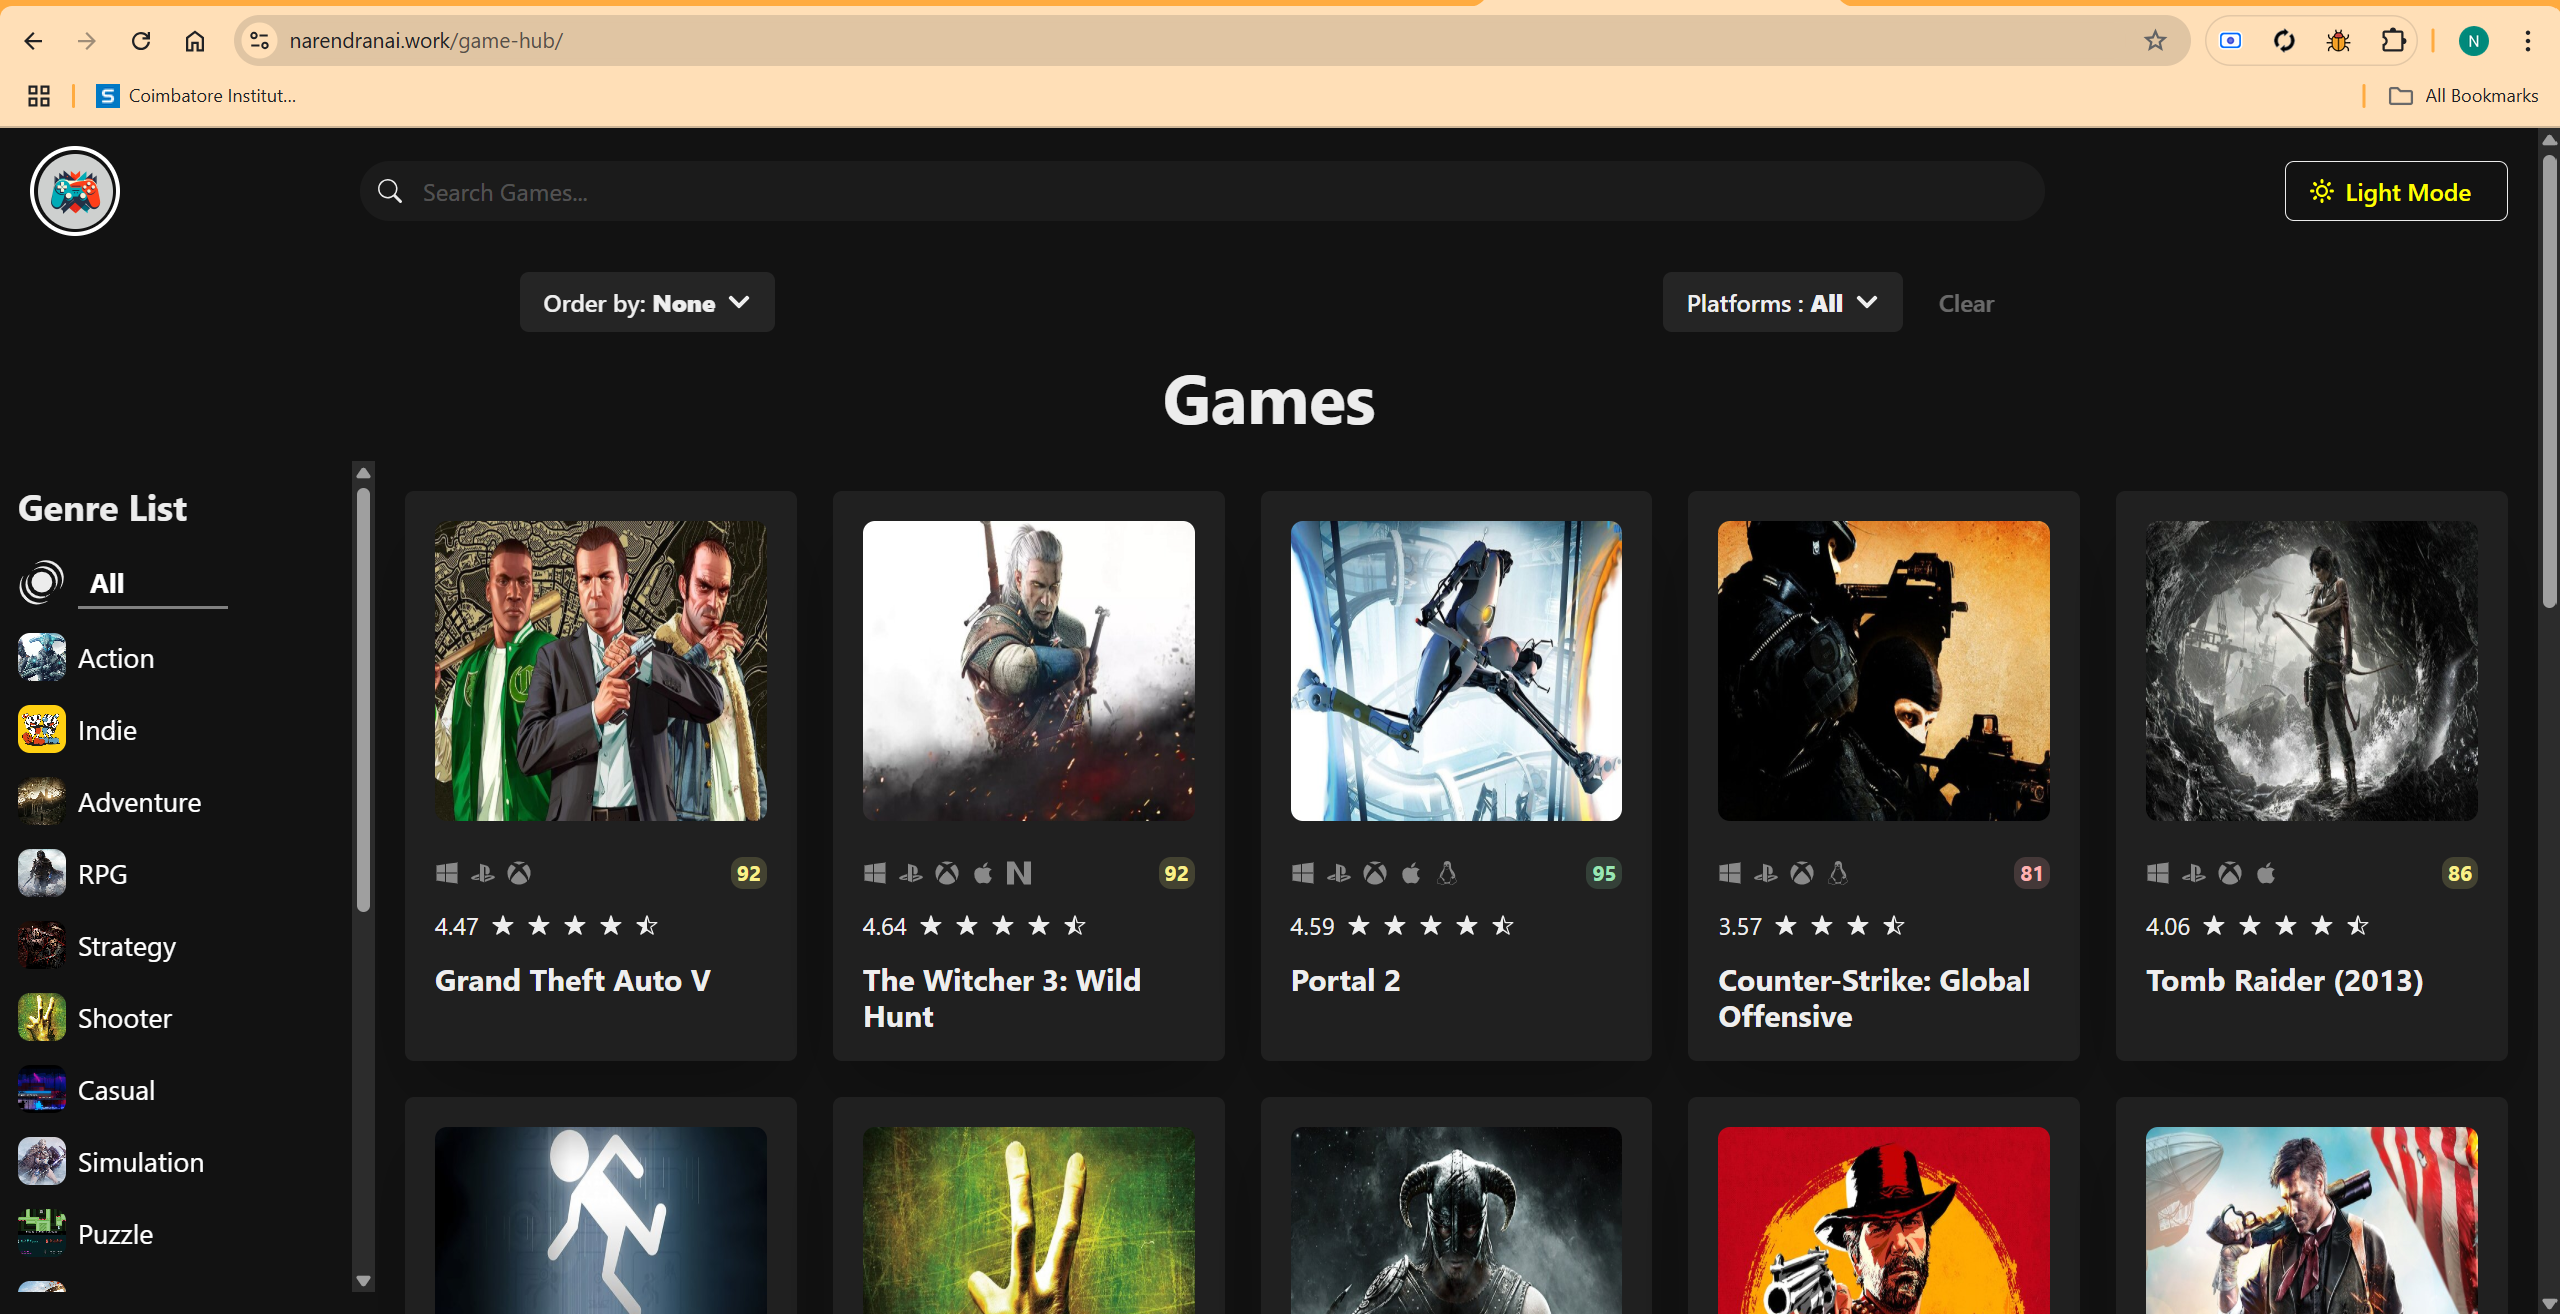 narendranai.work/game-hub/
N
S Coimbatore Institut...
All Bookmarks
Search Games...
Light Mode
Order by: None
Platforms : All
Clear
Games
Genre List
All
Action
Indie
Adventure
RPG
Strategy
Shooter
Casual
Simulation
Puzzle
92
4.47
Grand Theft Auto V
92
4.64
The Witcher 3: Wild
Hunt
95
4.59
Portal 2
81
3.57
Counter-Strike: Global
Offensive
86
4.06
Tomb Raider (2013)